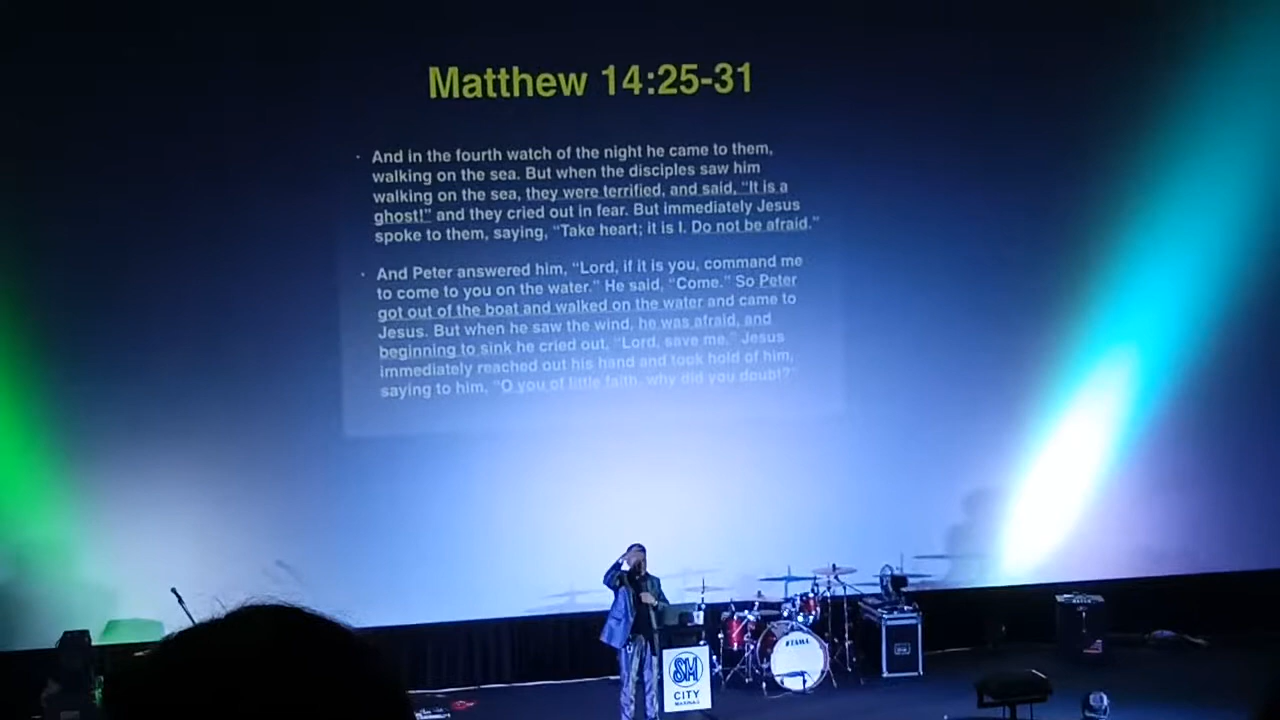 Matthew 14:25-31
· And in the fourth watch of the night he came to them,
walking on the sea. But when the disciples saw him
walking on the sea, they were terrified, and said, “It is a
ghost!” and they cried out in fear. But immediately Jesus
spoke to them, saying, “Take heart; it is I. Do not be afraid.”
· And Peter answered him, “Lord, if it is you, command me
to come to you on the water.” He said, “Come.” So Peter
got out of the boat and walked on the water and came to
Jesus. But when he saw the wind, he was afraid, and
beginning to sink he cried out, “Lord, save me.” Jesus
immediately reached out his hand and took hold of him,
saying to him, “O you of little faith, why did you doubt?”
TAMA
SM
CITY